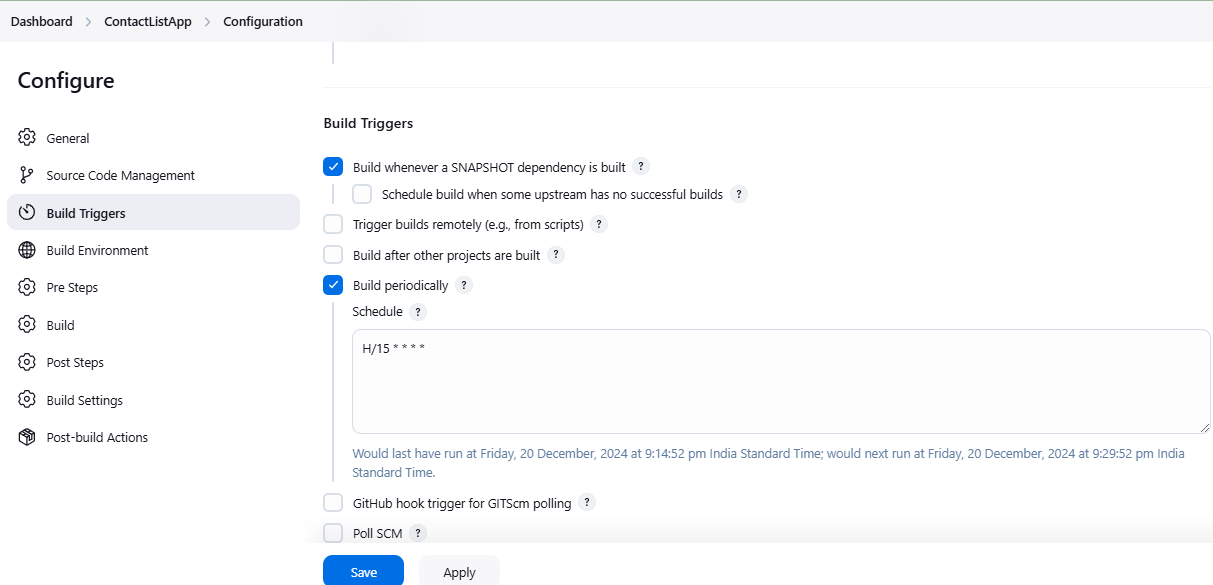 Dashboard > ContactListApp > Configuration
Configure
General
Source Code Management
Build Triggers
Build Environment
Pre Steps
Build
Post Steps
Build Settings
Post-build Actions
Build Triggers
Build whenever a SNAPSHOT dependency is built ?
Schedule build when some upstream has no successful builds ?
Trigger builds remotely (e.g., from scripts) ?
Build after other projects are built ?
Build periodically ?
Schedule ?
H/15 * * * *
Would last have run at Friday, 20 December, 2024 at 9:14:52 pm India Standard Time; would next run at Friday, 20 December, 2024 at 9:29:52 pm India
Standard Time.
GitHub hook trigger for GITScm polling ?
Poll SCM ?
Save Apply